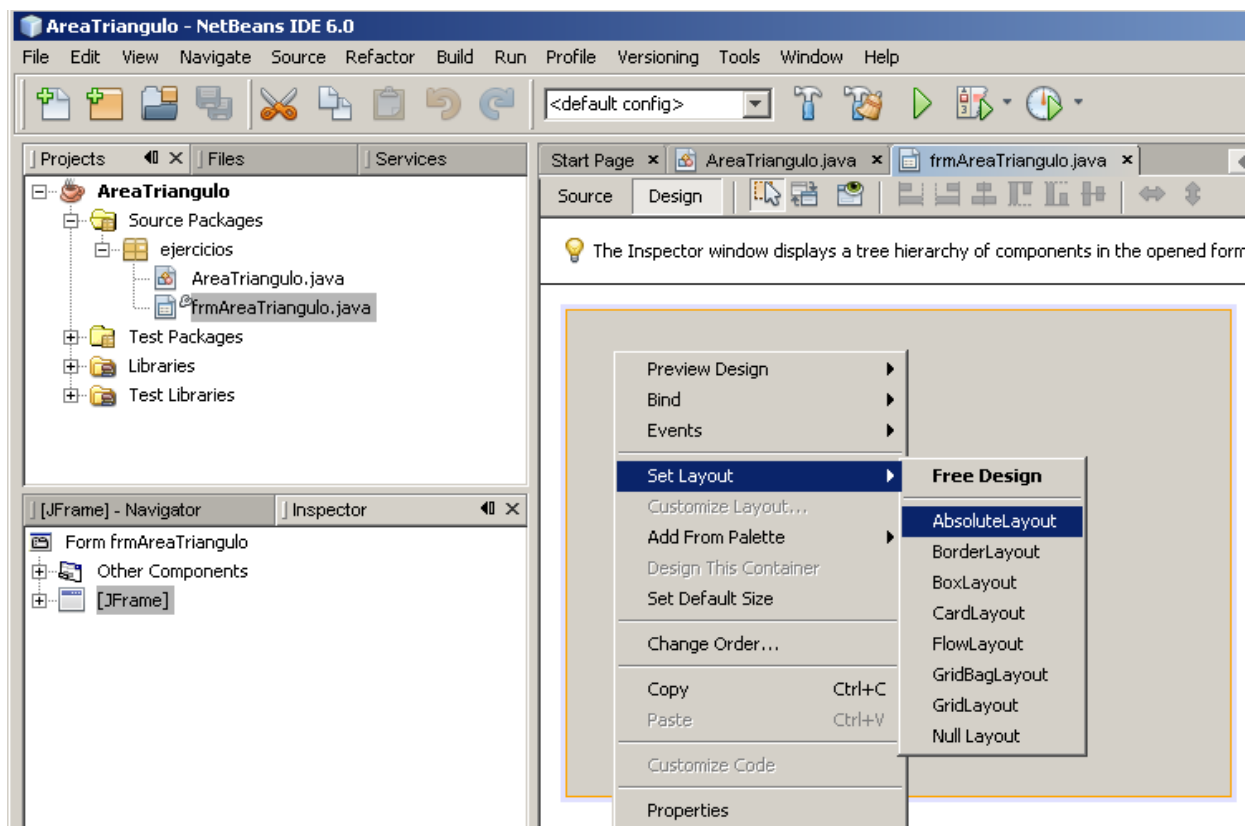 AreaTriangulo - NetBeans IDE 6.0
File Edit View Navigate Source Refactor Build Run Profile Versioning Tools Window Help
<default config>
Projects Files Services
AreaTriangulo
Source Packages
ejercicios
AreaTriangulo.java
frmAreaTriangulo.java
Test Packages
Libraries
Test Libraries
[JFrame] - Navigator Inspector
Form frmAreaTriangulo
Other Components
[JFrame]
Start Page AreaTriangulo.java frmAreaTriangulo.java
Source Design
The Inspector window displays a tree hierarchy of components in the opened form
Preview Design
Bind
Events
Set Layout
Customize Layout...
Add From Palette
Design This Container
Set Default Size
Change Order...
Copy Ctrl+C
Paste Ctrl+V
Customize Code
Properties
Free Design
AbsoluteLayout
BorderLayout
BoxLayout
CardLayout
FlowLayout
GridBagLayout
GridLayout
Null Layout